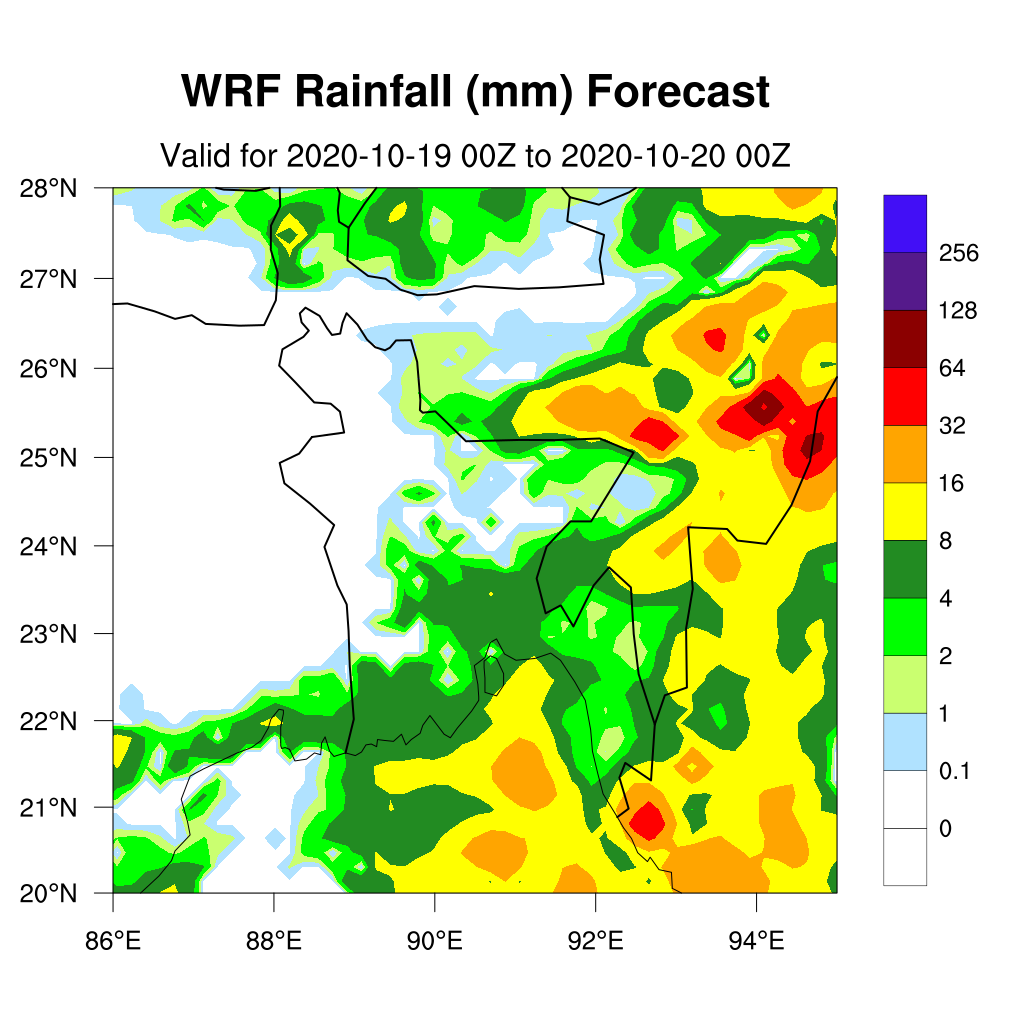 WRF Rainfall (mm) Forecast
Valid for 2020-10-19 00Z to 2020-10-20 00Z
28°N
27°N
26°N
25°N
24°N
23°N
22°N
21°N
20°N
86°E 88°E 90°E 92°E 94°E
256
128
64
32
16
8
4
2
1
0.1
0